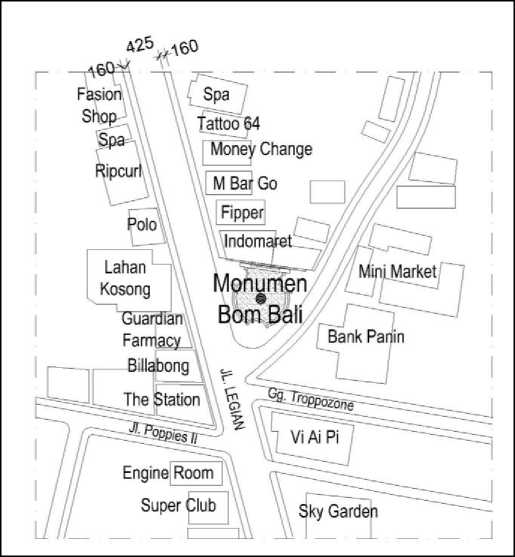 160
425
160
Fasion
Shop
Spa
Ripcurl
Polo
Lahan
Kosong
Guardian
Farmacy
Billabong
The Station
Spa
Tattoo 64
Money Change
M Bar Go
Fipper
Indomaret
Monumen
Bom Bali
Mini Market
Bank Panin
JL. LEGIAN
Gg. Troppozone
Jl. Poppies II
Vi Ai Pi
Engine Room
Super Club
Sky Garden